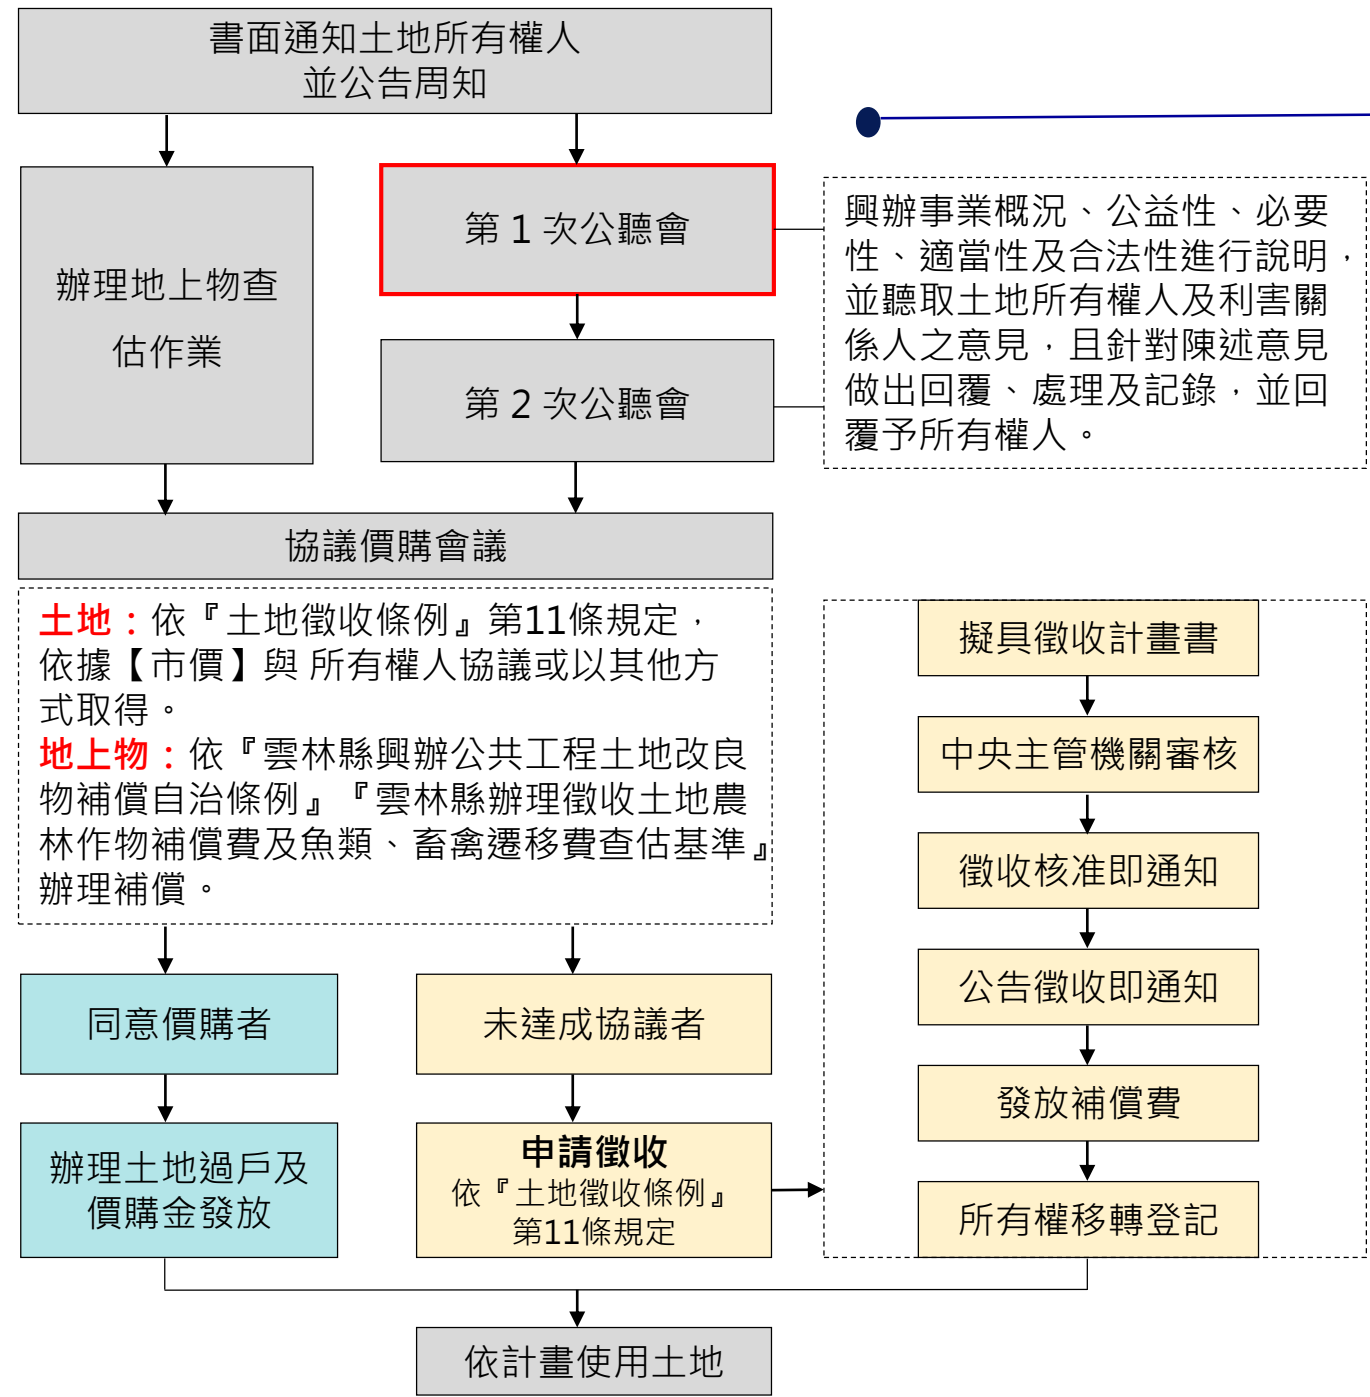 書面通知土地所有權人
並公告周知
辦理地上物查
估作業
第1次公聽會
第2次公聽會
興辦事業概況、公益性、必要
性、適當性及合法性進行說明，
並聽取土地所有權人及利害關
係人之意見，且針對陳述意見
做出回覆、處理及記錄，並回
覆予所有權人。
協議價購會議
土地：依『土地徵收條例』第11條規定，
依據【市價】與 所有權人協議或以其他方
式取得。
地上物：依『雲林縣興辦公共工程土地改良
物補償自治條例』『雲林縣辦理徵收土地農
林作物補償費及魚類、畜禽遷移費查估基準』
辦理補償。
同意價購者
辦理土地過戶及
價購金發放
未達成協議者
申請徵收
依『土地徵收條例』
第11條規定
擬具徵收計畫書
中央主管機關審核
徵收核准即通知
公告徵收即通知
發放補償費
所有權移轉登記
依計畫使用土地